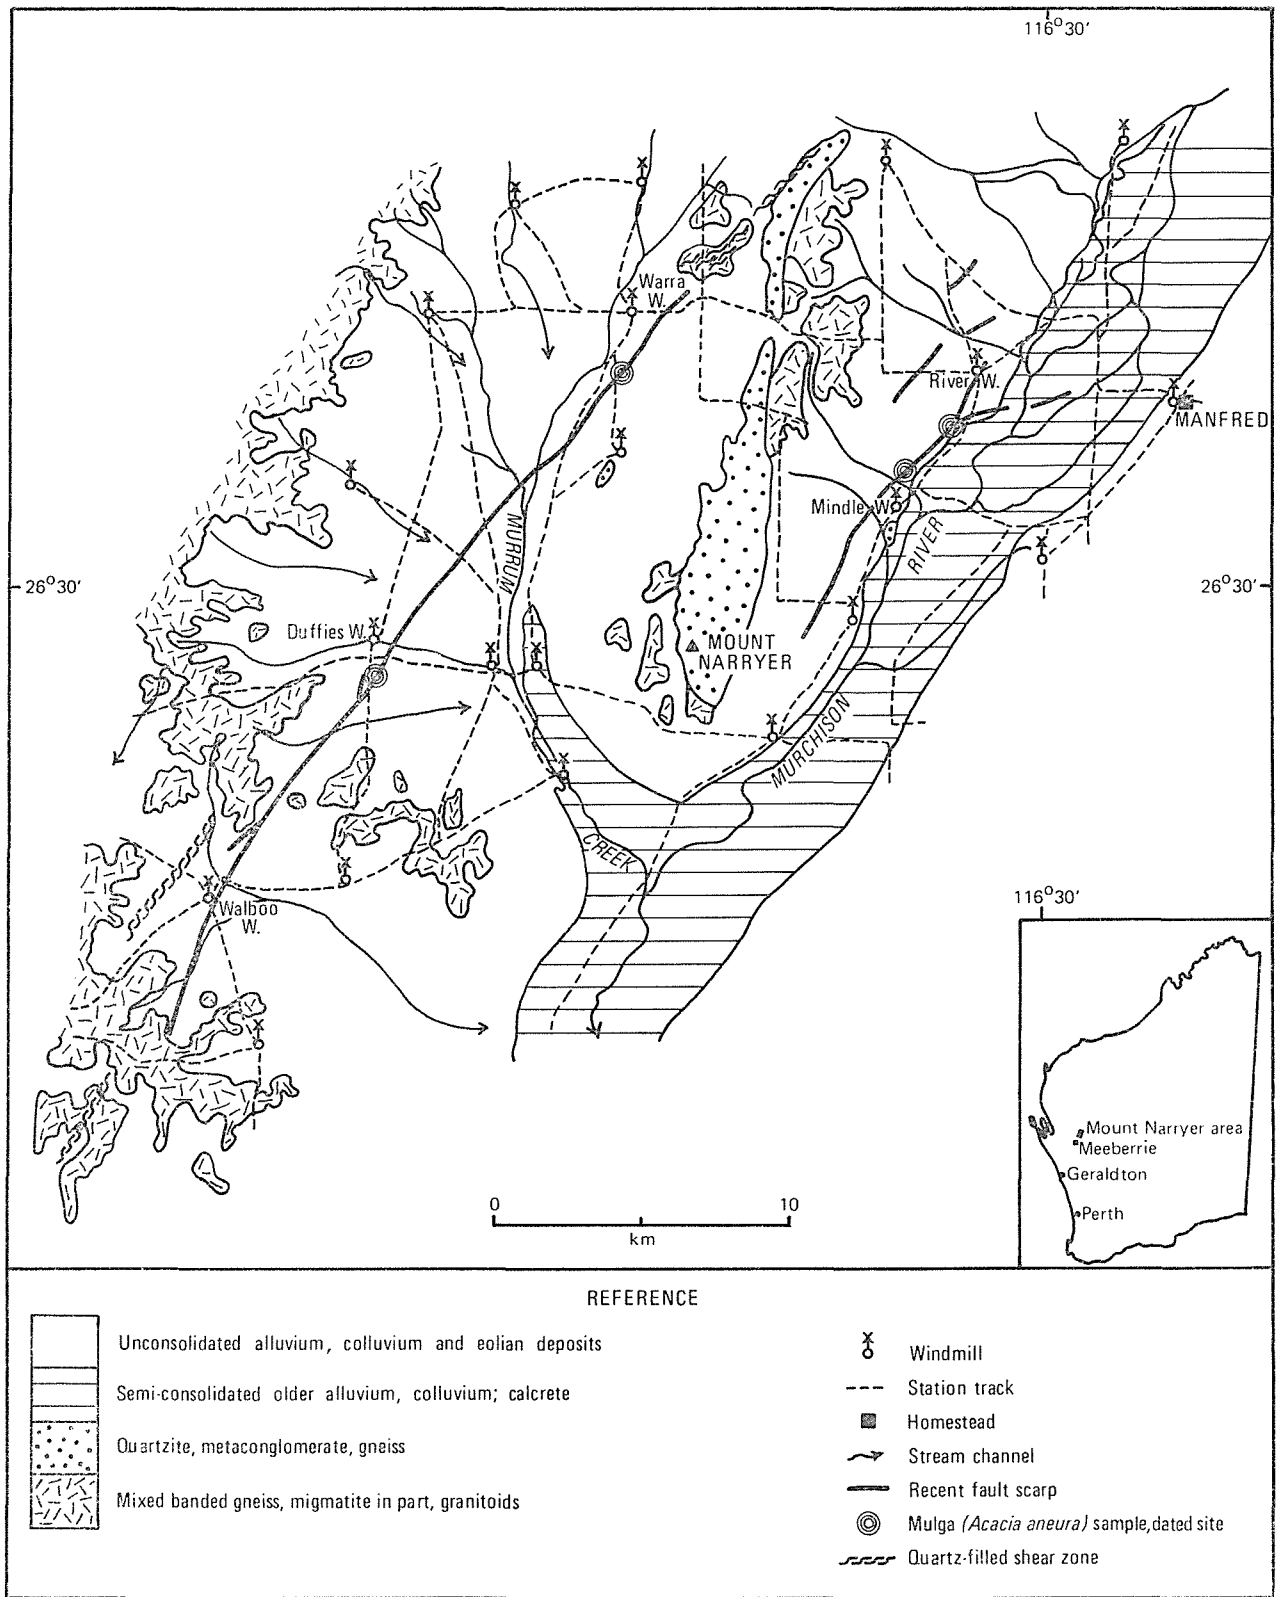 116°30′
Warra
W.
River W.
MANFRED
Mindle W.
MURRUM
RIVER
26°30′
26°30′
Duffies W.
MOUNT
NARRYER
MURCHISON
CREEK
Walboo
W.
116°30′
Mount Narryer area
Meeberrie
Geraldton
Perth
0 10
km
REFERENCE
Unconsolidated alluvium, colluvium and eolian deposits
Semi-consolidated older alluvium, colluvium; calcrete
Quartzite, metaconglomerate, gneiss
Mixed banded gneiss, migmatite in part, granitoids
Windmill
Station track
Homestead
Stream channel
Recent fault scarp
Mulga (Acacia aneura) sample, dated site
Quartz-filled shear zone